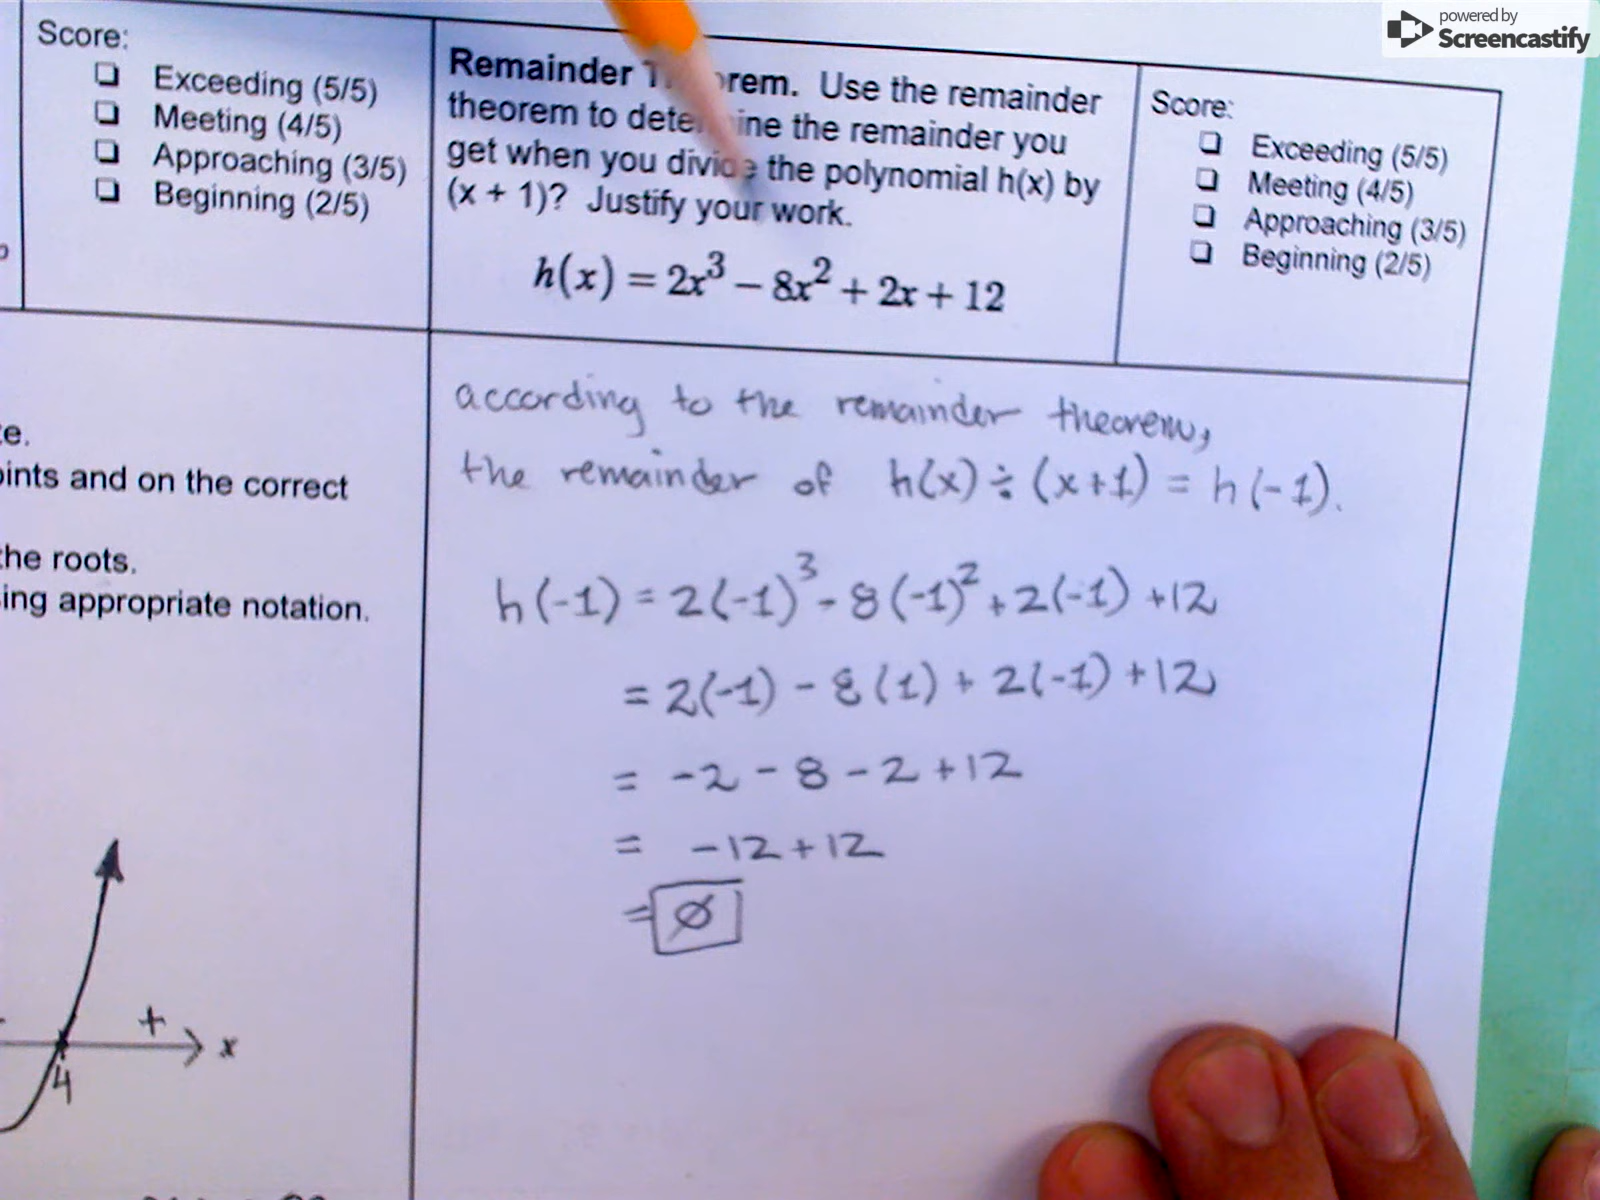 powered by
Screencastify
Score:
❏ Exceeding (5/5)
❏ Meeting (4/5)
❏ Approaching (3/5)
❏ Beginning (2/5)
Remainder Theorem. Use the remainder
theorem to determine the remainder you
get when you divide the polynomial h(x) by
(x + 1)? Justify your work.
h(x) = 2x³ − 8x² + 2x + 12
Score:
❏ Exceeding (5/5)
❏ Meeting (4/5)
❏ Approaching (3/5)
❏ Beginning (2/5)
oints and on the correct
the roots.
ing appropriate notation.
+
x
4
according to the remainder theorem,
the remainder of h(x) ÷ (x+1) = h(-1).
h(-1) = 2(-1)³ - 8(-1)² + 2(-1) + 12
= 2(-1) - 8(1) + 2(-1) + 12
= -2 - 8 - 2 + 12
= -12 + 12
= Ø